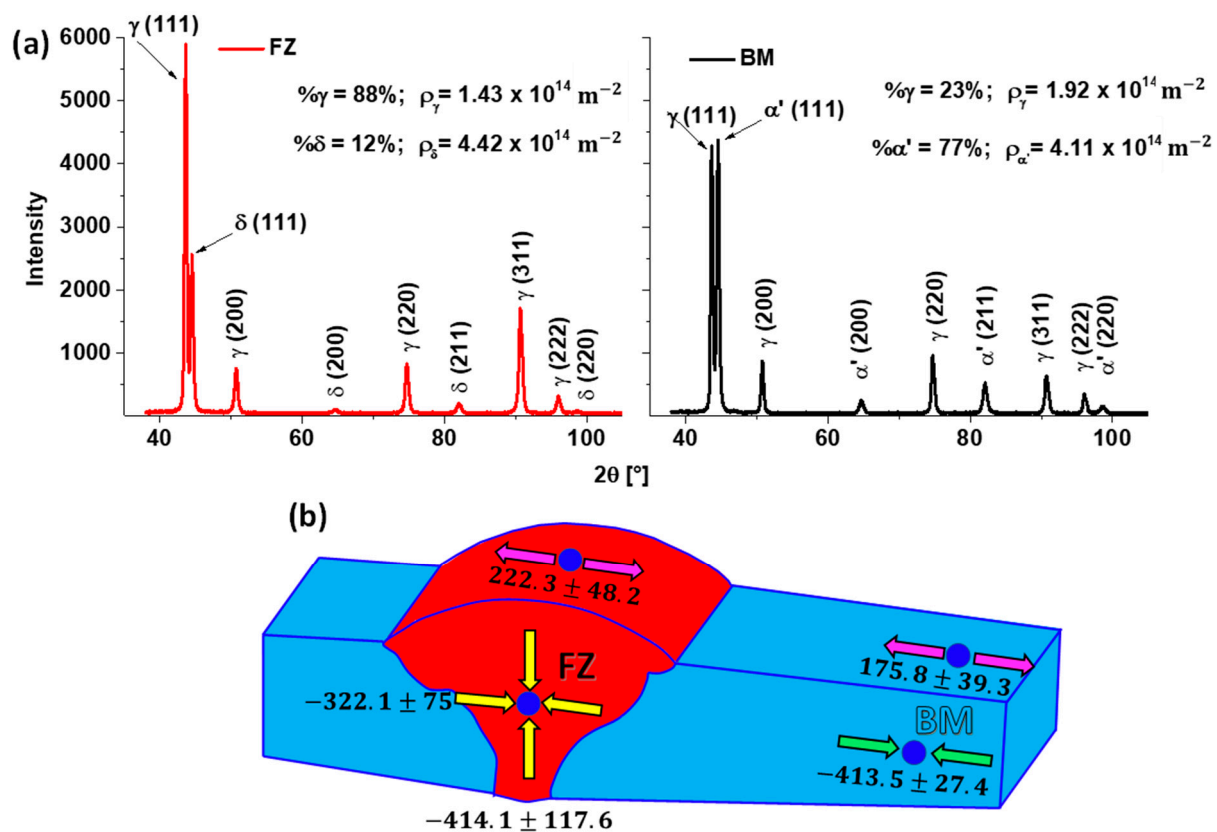 (a)
γ (111)
FZ
%γ = 88%; ργ= 1.43 x 10¹⁴ m⁻²
%δ = 12%; ρδ= 4.42 x 10¹⁴ m⁻²
δ (111)
γ (200)
δ (200)
γ (220)
δ (211)
γ (311)
γ (222)
δ (220)
6000
5000
4000
3000
2000
1000
Intensity
40
60
80
100
BM
%γ = 23%; ργ= 1.92 x 10¹⁴ m⁻²
%α' = 77%; ρα'= 4.11 x 10¹⁴ m⁻²
γ (111)
α' (111)
γ (200)
α' (200)
γ (220)
α' (211)
γ (311)
γ (222)
α' (220)
40
60
80
100
2θ [°]
(b)
222.3 ± 48.2
FZ
−322.1 ± 75
175.8 ± 39.3
BM
−413.5 ± 27.4
−414.1 ± 117.6